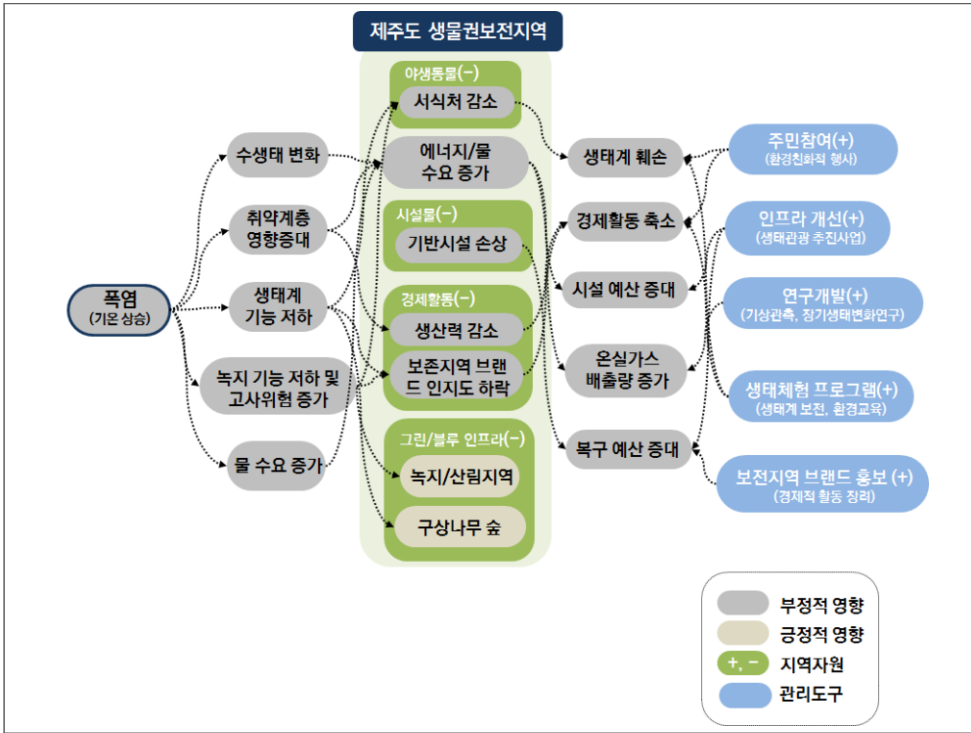 제주도 생물권보전지역
폭염
(기온 상승)
수생태 변화
취약계층
영향증대
생태계
기능 저하
녹지 기능 저하 및
고사위험 증가
물 수요 증가
야생동물(−)
서식처 감소
에너지/물
수요 증가
시설물(−)
기반시설 손상
경제활동(−)
생산력 감소
보존지역 브랜
드 인지도 하락
그린/블루 인프라(−)
녹지/산림지역
구상나무 숲
생태계 훼손
경제활동 축소
시설 예산 증대
온실가스
배출량 증가
복구 예산 증대
주민참여(+)
(환경친화적 행사)
인프라 개선(+)
(생태관광 추진사업)
연구개발(+)
(기상관측, 장기생태변화연구)
생태체험 프로그램(+)
(생태계 보전, 환경교육)
보전지역 브랜드 홍보 (+)
(경제적 활동 장려)
부정적 영향
긍정적 영향
+, − 지역자원
관리도구